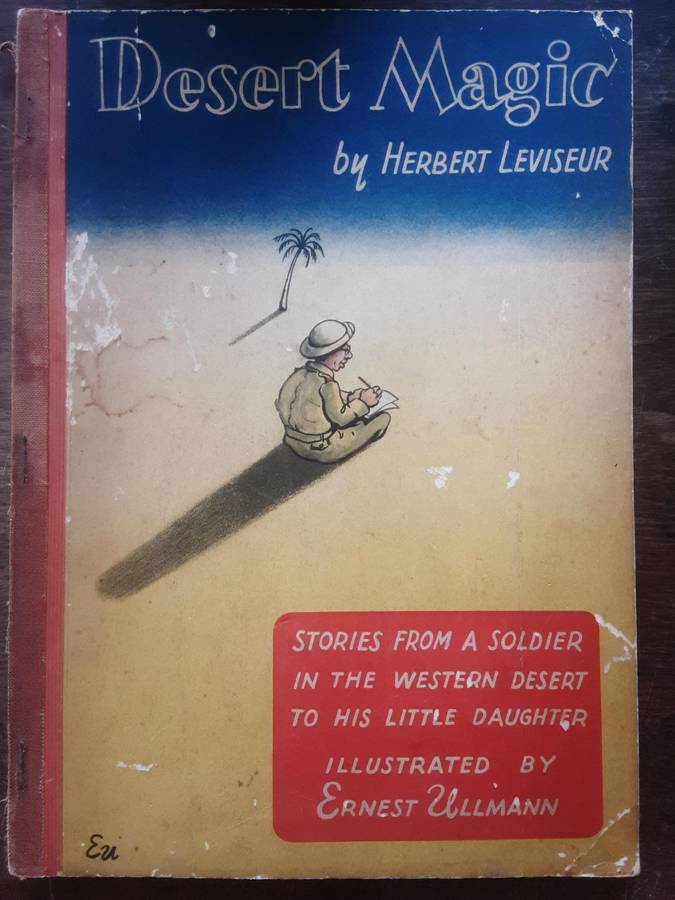 Desert Magic
by HERBERT LEVISEUR
STORIES FROM A SOLDIER
IN THE WESTERN DESERT
TO HIS LITTLE DAUGHTER
ILLUSTRATED BY
ERNEST ULLMANN
Eu